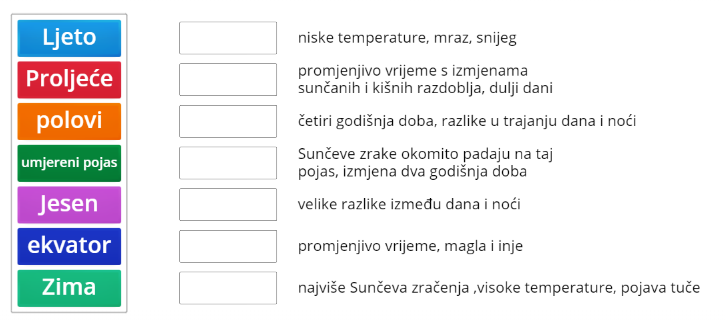 Ljeto
Proljeće
polovi
umjereni pojas
Jesen
ekvator
Zima
niske temperature, mraz, snijeg
promjenjivo vrijeme s izmjenama
sunčanih i kišnih razdoblja, dulji dani
četiri godišnja doba, razlike u trajanju dana i noći
Sunčeve zrake okomito padaju na taj
pojas, izmjena dva godišnja doba
velike razlike između dana i noći
promjenjivo vrijeme, magla i inje
najviše Sunčeva zračenja ,visoke temperature, pojava tuče